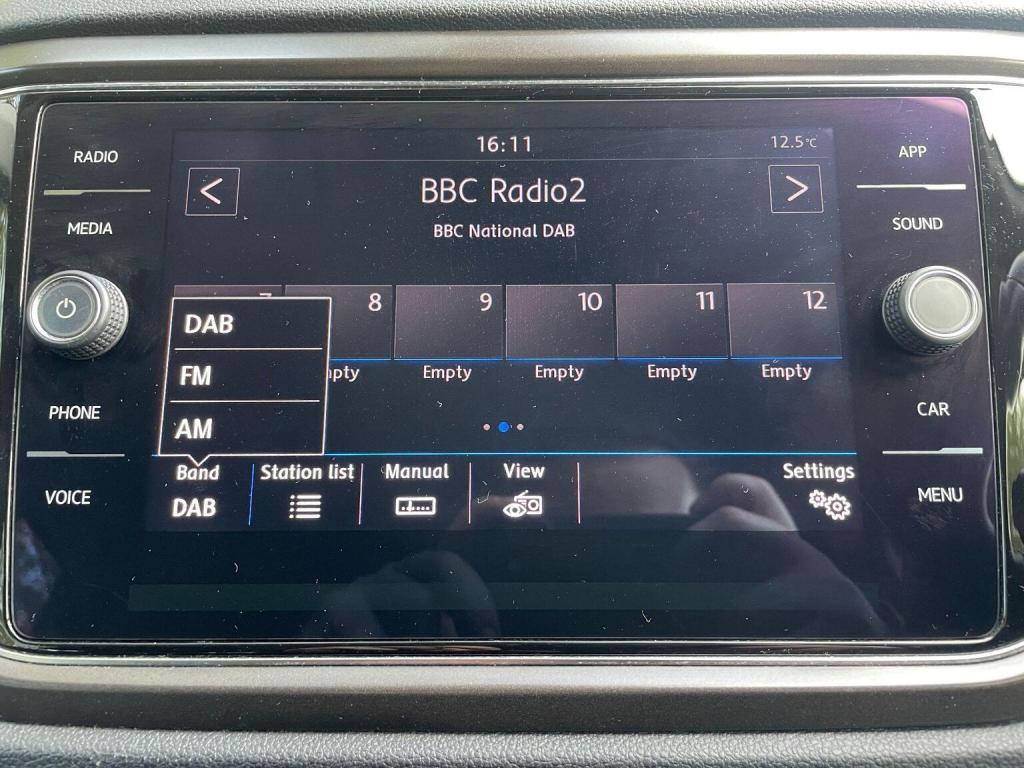 RADIO
MEDIA
PHONE
VOICE
16:11
12.5°C
BBC Radio2
BBC National DAB
7 8 9 10 11 12
Empty Empty Empty Empty
DAB
FM
AM
Band Station list Manual View Settings
DAB
APP
SOUND
CAR
MENU